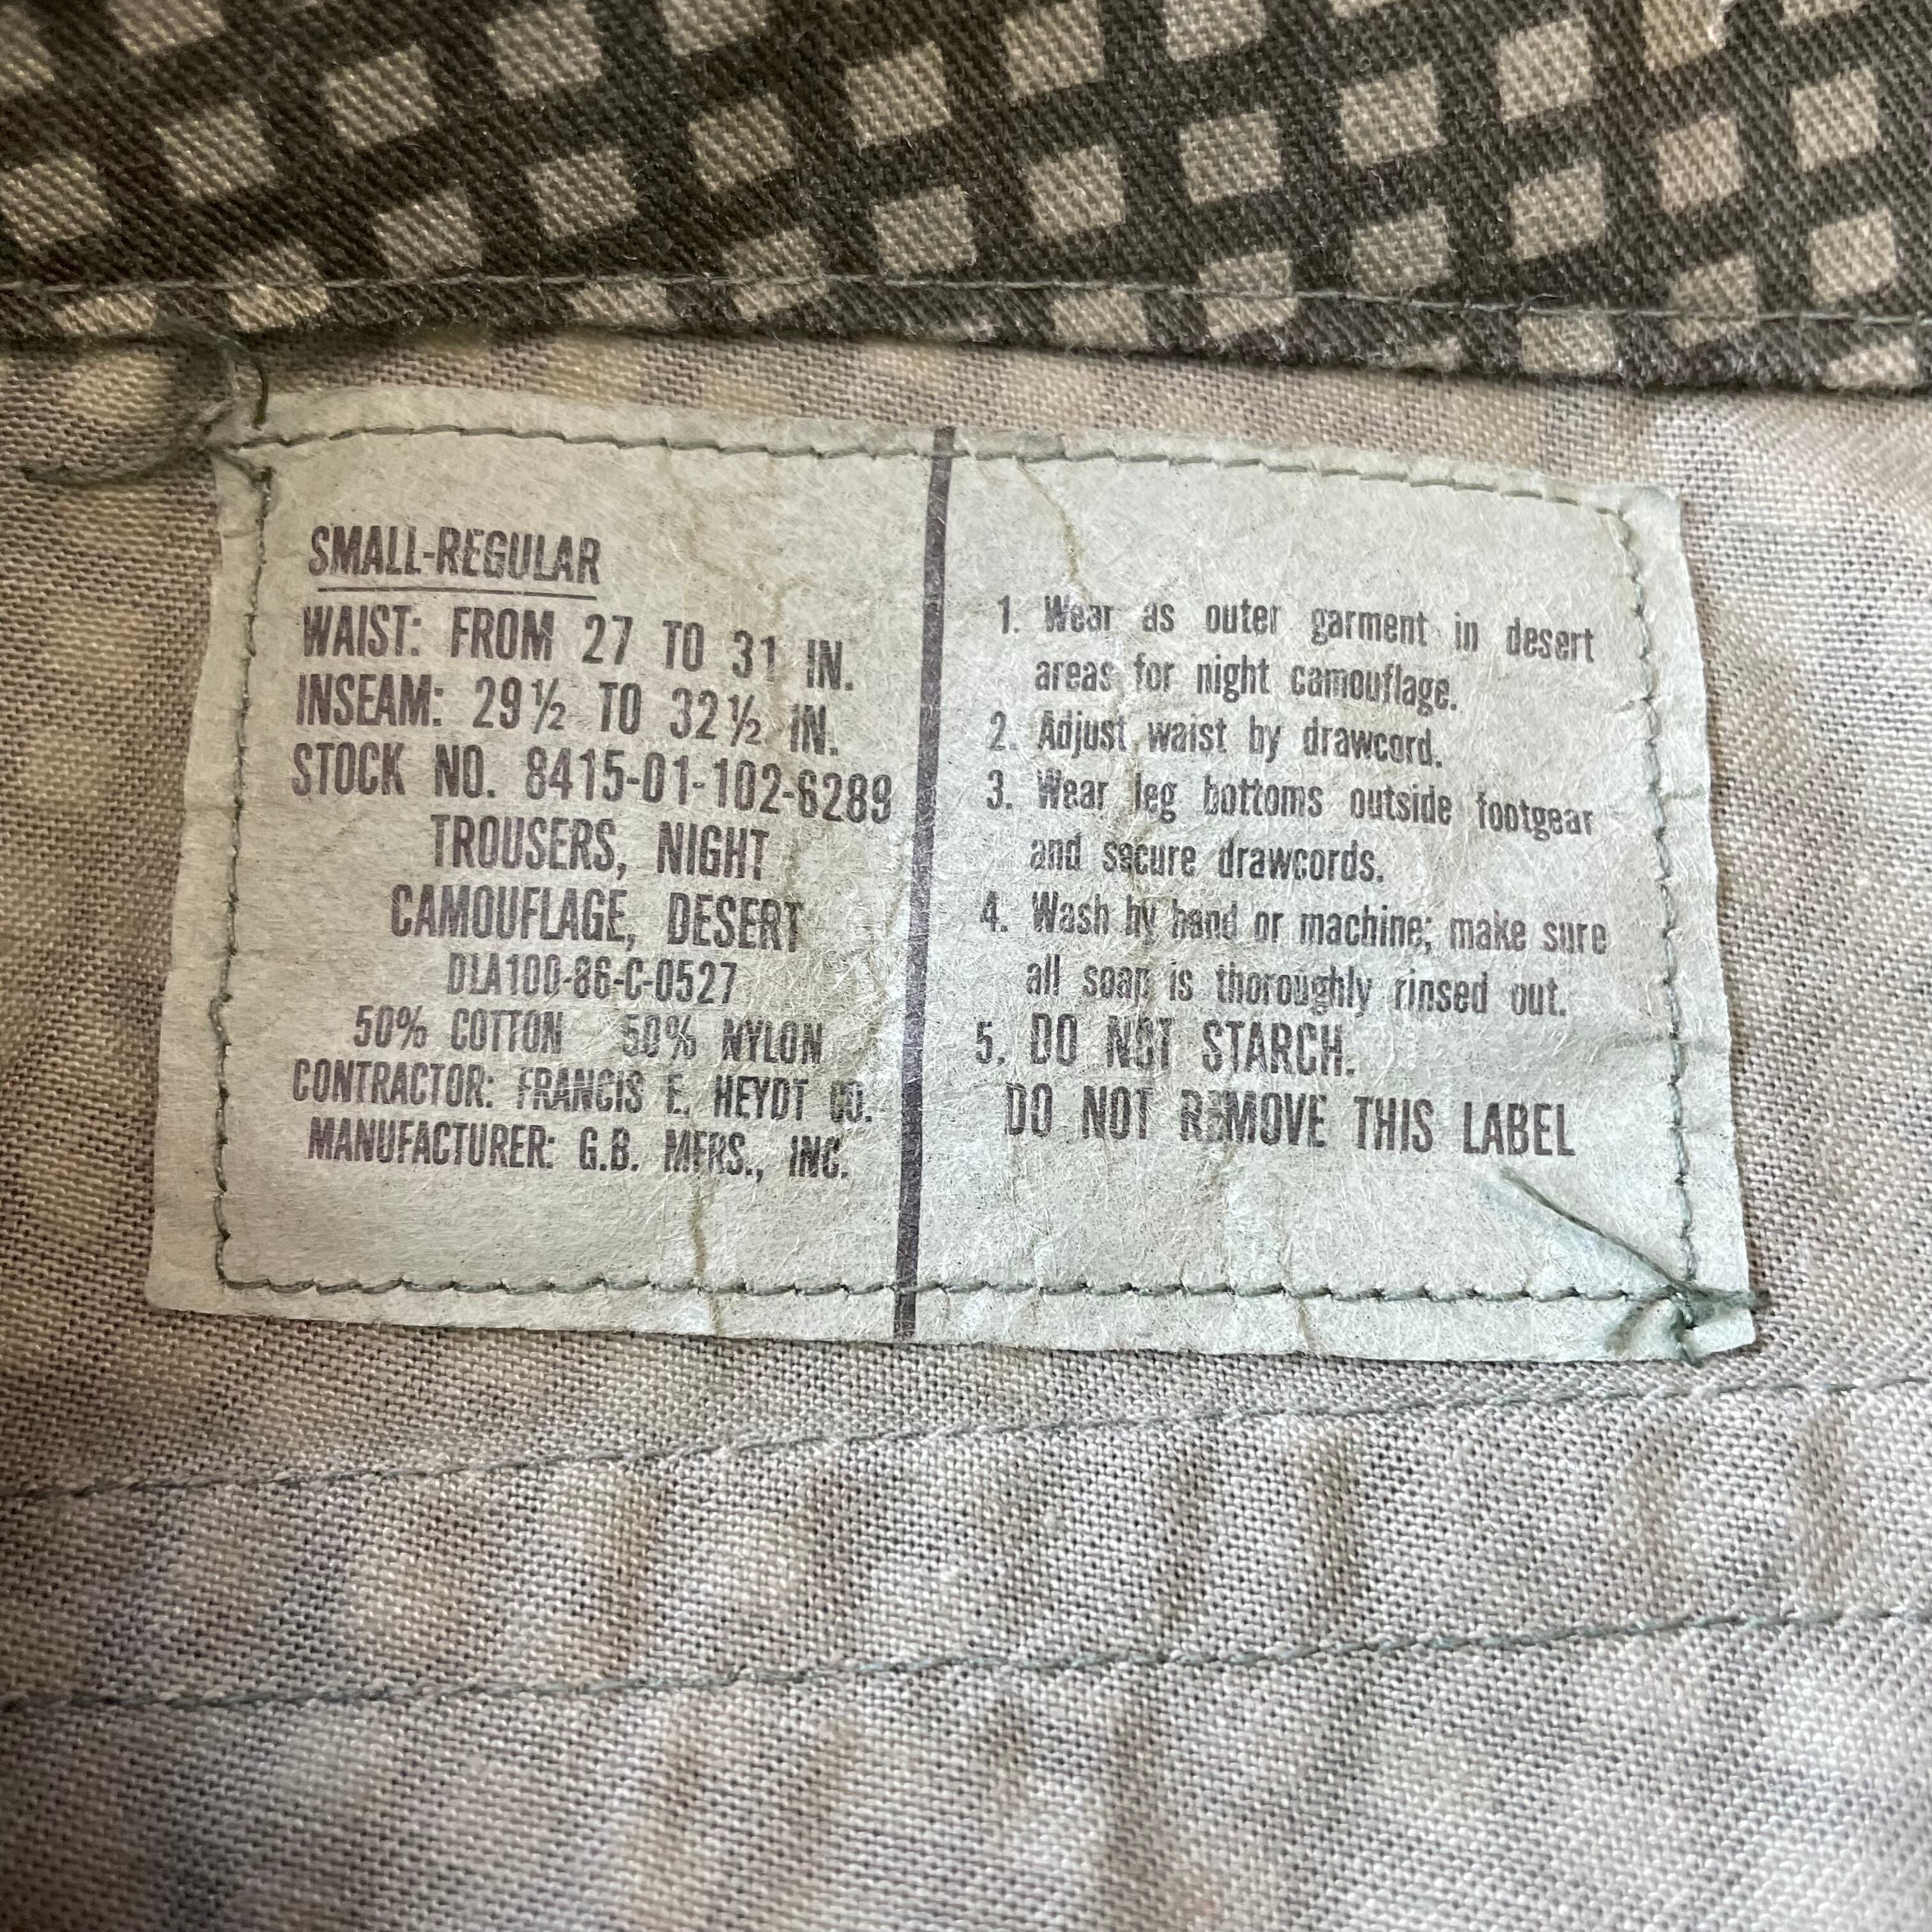 SMALL-REGULAR
WAIST: FROM 27 TO 31 IN.
INSEAM: 29½ TO 32½ IN.
STOCK NO. 8415-01-102-6289
TROUSERS, NIGHT
CAMOUFLAGE, DESERT
DLA100-86-C-0527
50% COTTON 50% NYLON
CONTRACTOR: FRANCIS E. HEYDT CO.
MANUFACTURER: G.B. MFRS., INC.
1. Wear as outer garment in desert
areas for night camouflage.
2. Adjust waist by drawcord.
3. Wear leg bottoms outside footgear
and secure drawcords.
4. Wash by hand or machine; make sure
all soap is thoroughly rinsed out.
5. DO NOT STARCH.
DO NOT REMOVE THIS LABEL